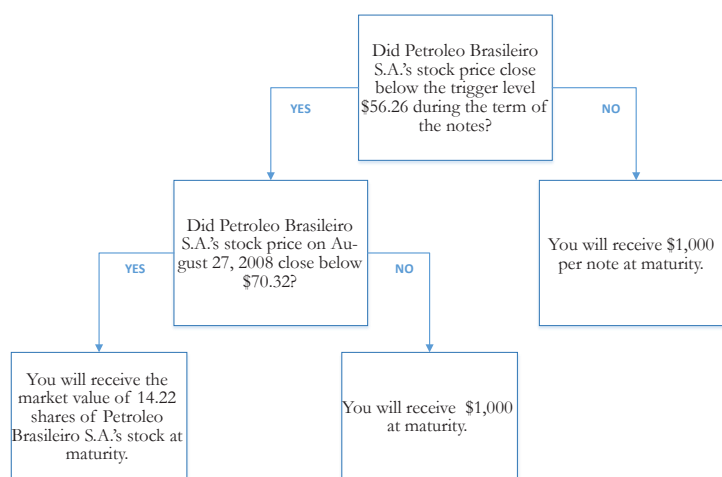 Did Petroleo Brasileiro
S.A.'s stock price close
below the trigger level
$56.26 during the term of
the notes?
YES
NO
Did Petroleo Brasileiro
S.A.'s stock price on Au-
gust 27, 2008 close below
$70.32?
You will receive $1,000
per note at maturity.
YES
NO
You will receive the
market value of 14.22
shares of Petroleo
Brasileiro S.A.'s stock at
maturity.
You will receive $1,000
at maturity.